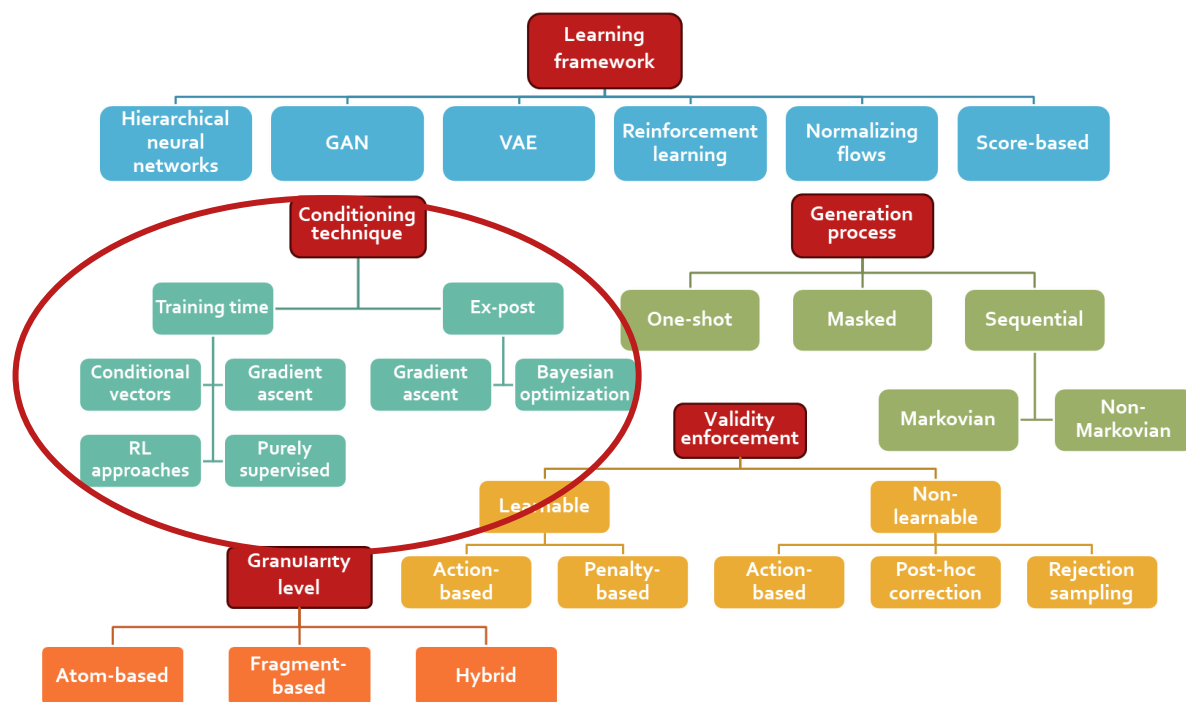 Learning
framework
Hierarchical
neural
networks
GAN
VAE
Reinforcement
learning
Normalizing
flows
Score-based
Conditioning
technique
Training time
Ex-post
Conditional
vectors
Gradient
ascent
RL
approaches
Purely
supervised
Gradient
ascent
Bayesian
optimization
Generation
process
One-shot
Masked
Sequential
Markovian
Non-
Markovian
Validity
enforcement
Learnable
Non-
learnable
Action-
based
Penalty-
based
Action-
based
Post-hoc
correction
Rejection
sampling
Granularity
level
Atom-based
Fragment-
based
Hybrid